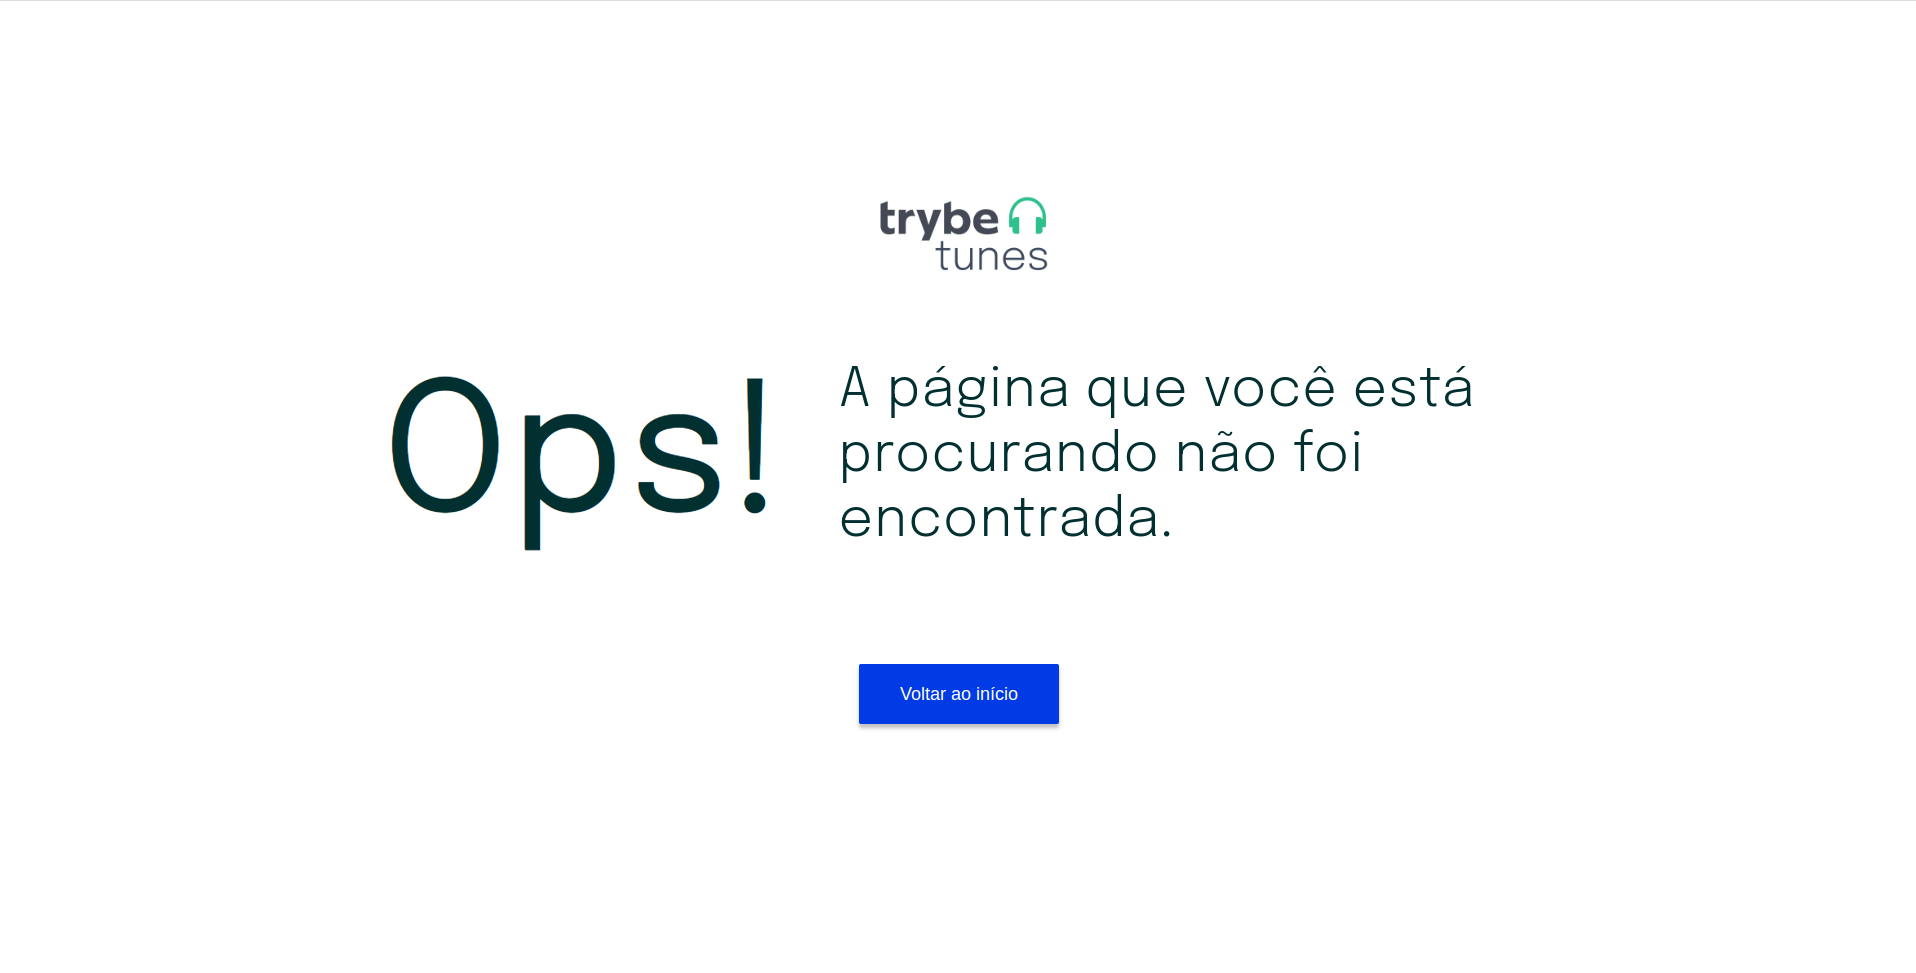 trybe
tunes
Ops!
A página que você está
procurando não foi
encontrada.
Voltar ao início